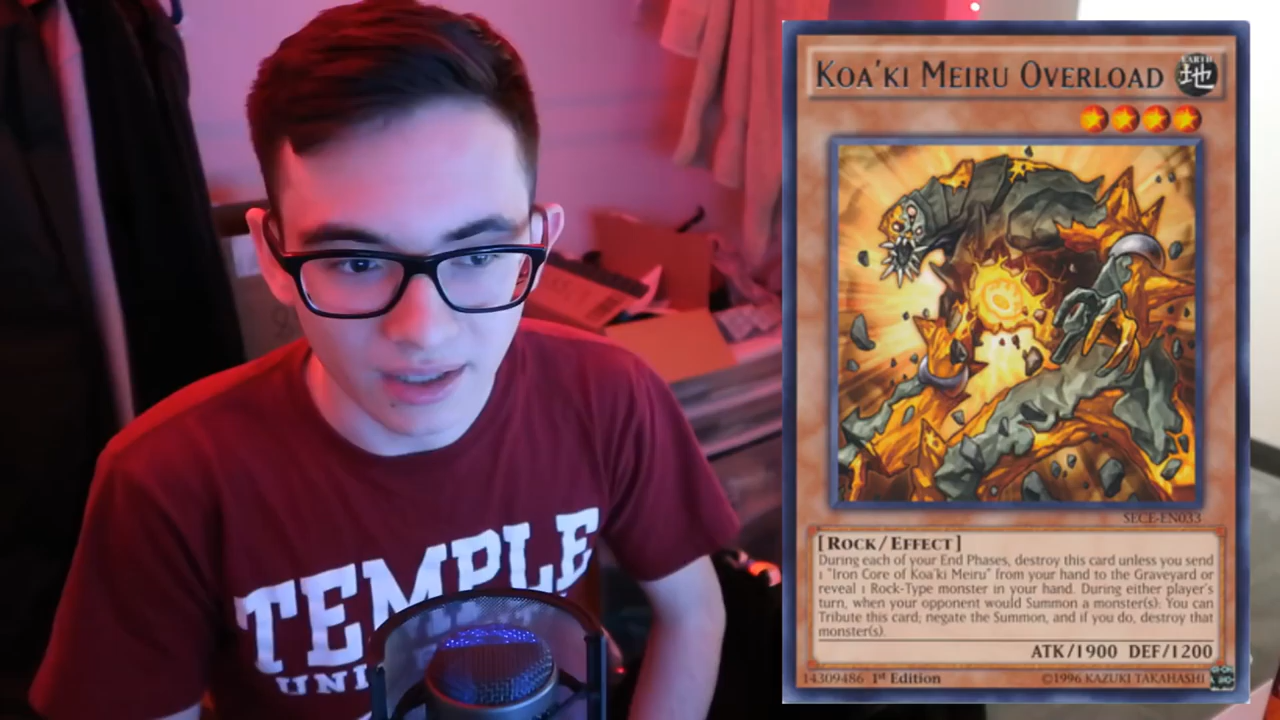 TEMPLE
UNI
KOA'KI MEIRU OVERLOAD
EARTH
地
SECE-EN033
[ROCK/EFFECT]
During each of your End Phases, destroy this card unless you send
1 "Iron Core of Koa'ki Meiru" from your hand to the Graveyard or
reveal 1 Rock-Type monster in your hand. During either player's
turn, when your opponent would Summon a monster(s): You can
Tribute this card; negate the Summon, and if you do, destroy that
monster(s).
ATK/1900 DEF/1200
14309486 1st Edition ©1996 KAZUKI TAKAHASHI